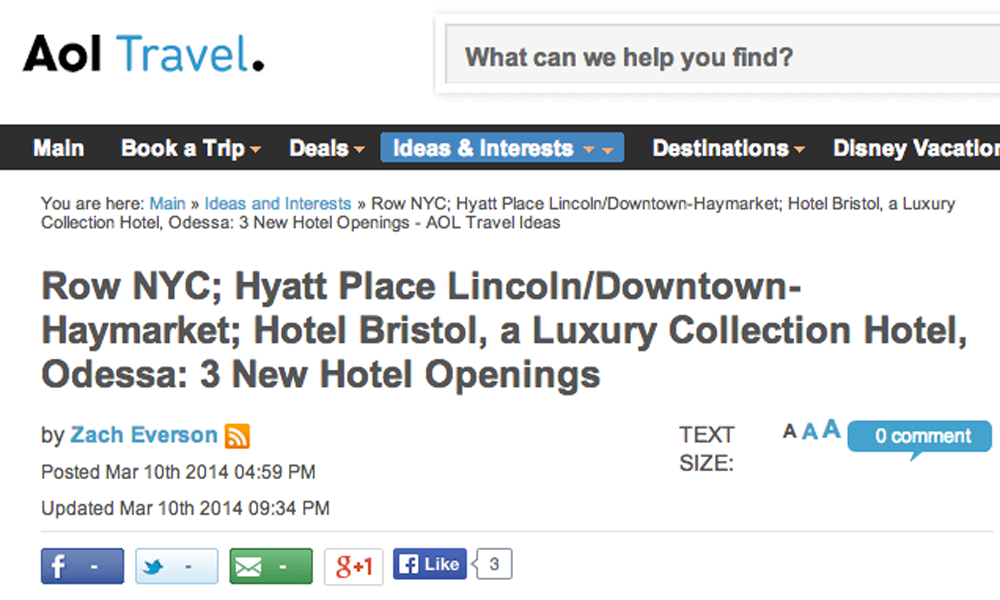 Aol Travel.
What can we help you find?
Main Book a Trip Deals Ideas & Interests Destinations Disney Vacation
You are here: Main » Ideas and Interests » Row NYC; Hyatt Place Lincoln/Downtown-Haymarket; Hotel Bristol, a Luxury
Collection Hotel, Odessa: 3 New Hotel Openings - AOL Travel Ideas
Row NYC; Hyatt Place Lincoln/Downtown-
Haymarket; Hotel Bristol, a Luxury Collection Hotel,
Odessa: 3 New Hotel Openings
by Zach Everson
TEXT
SIZE:
A A A
0 comment
Posted Mar 10th 2014 04:59 PM
Updated Mar 10th 2014 09:34 PM
f - - - g+1 f Like 3